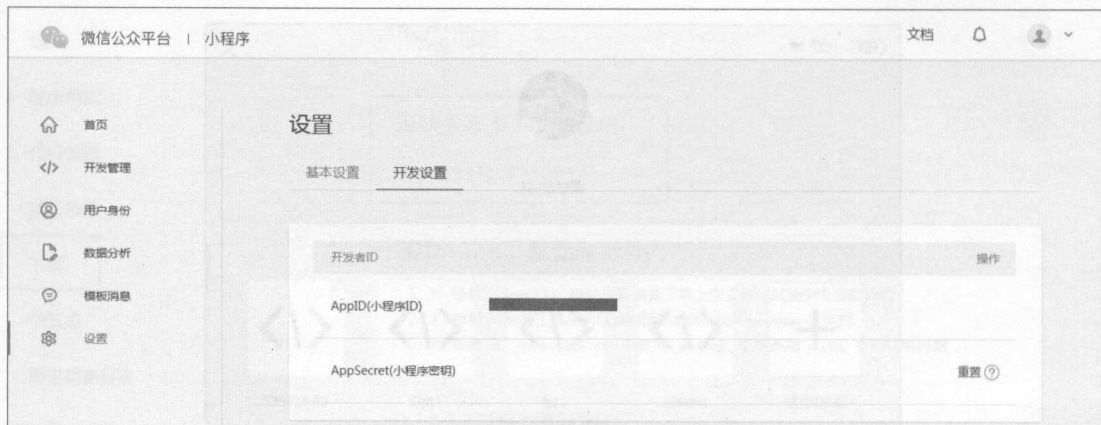 微信公众平台 | 小程序
文档
首页
开发管理
用户身份
数据分析
模板消息
设置
设置
基本设置 开发设置
开发者ID 操作
AppID(小程序ID)
AppSecret(小程序密钥) 重置